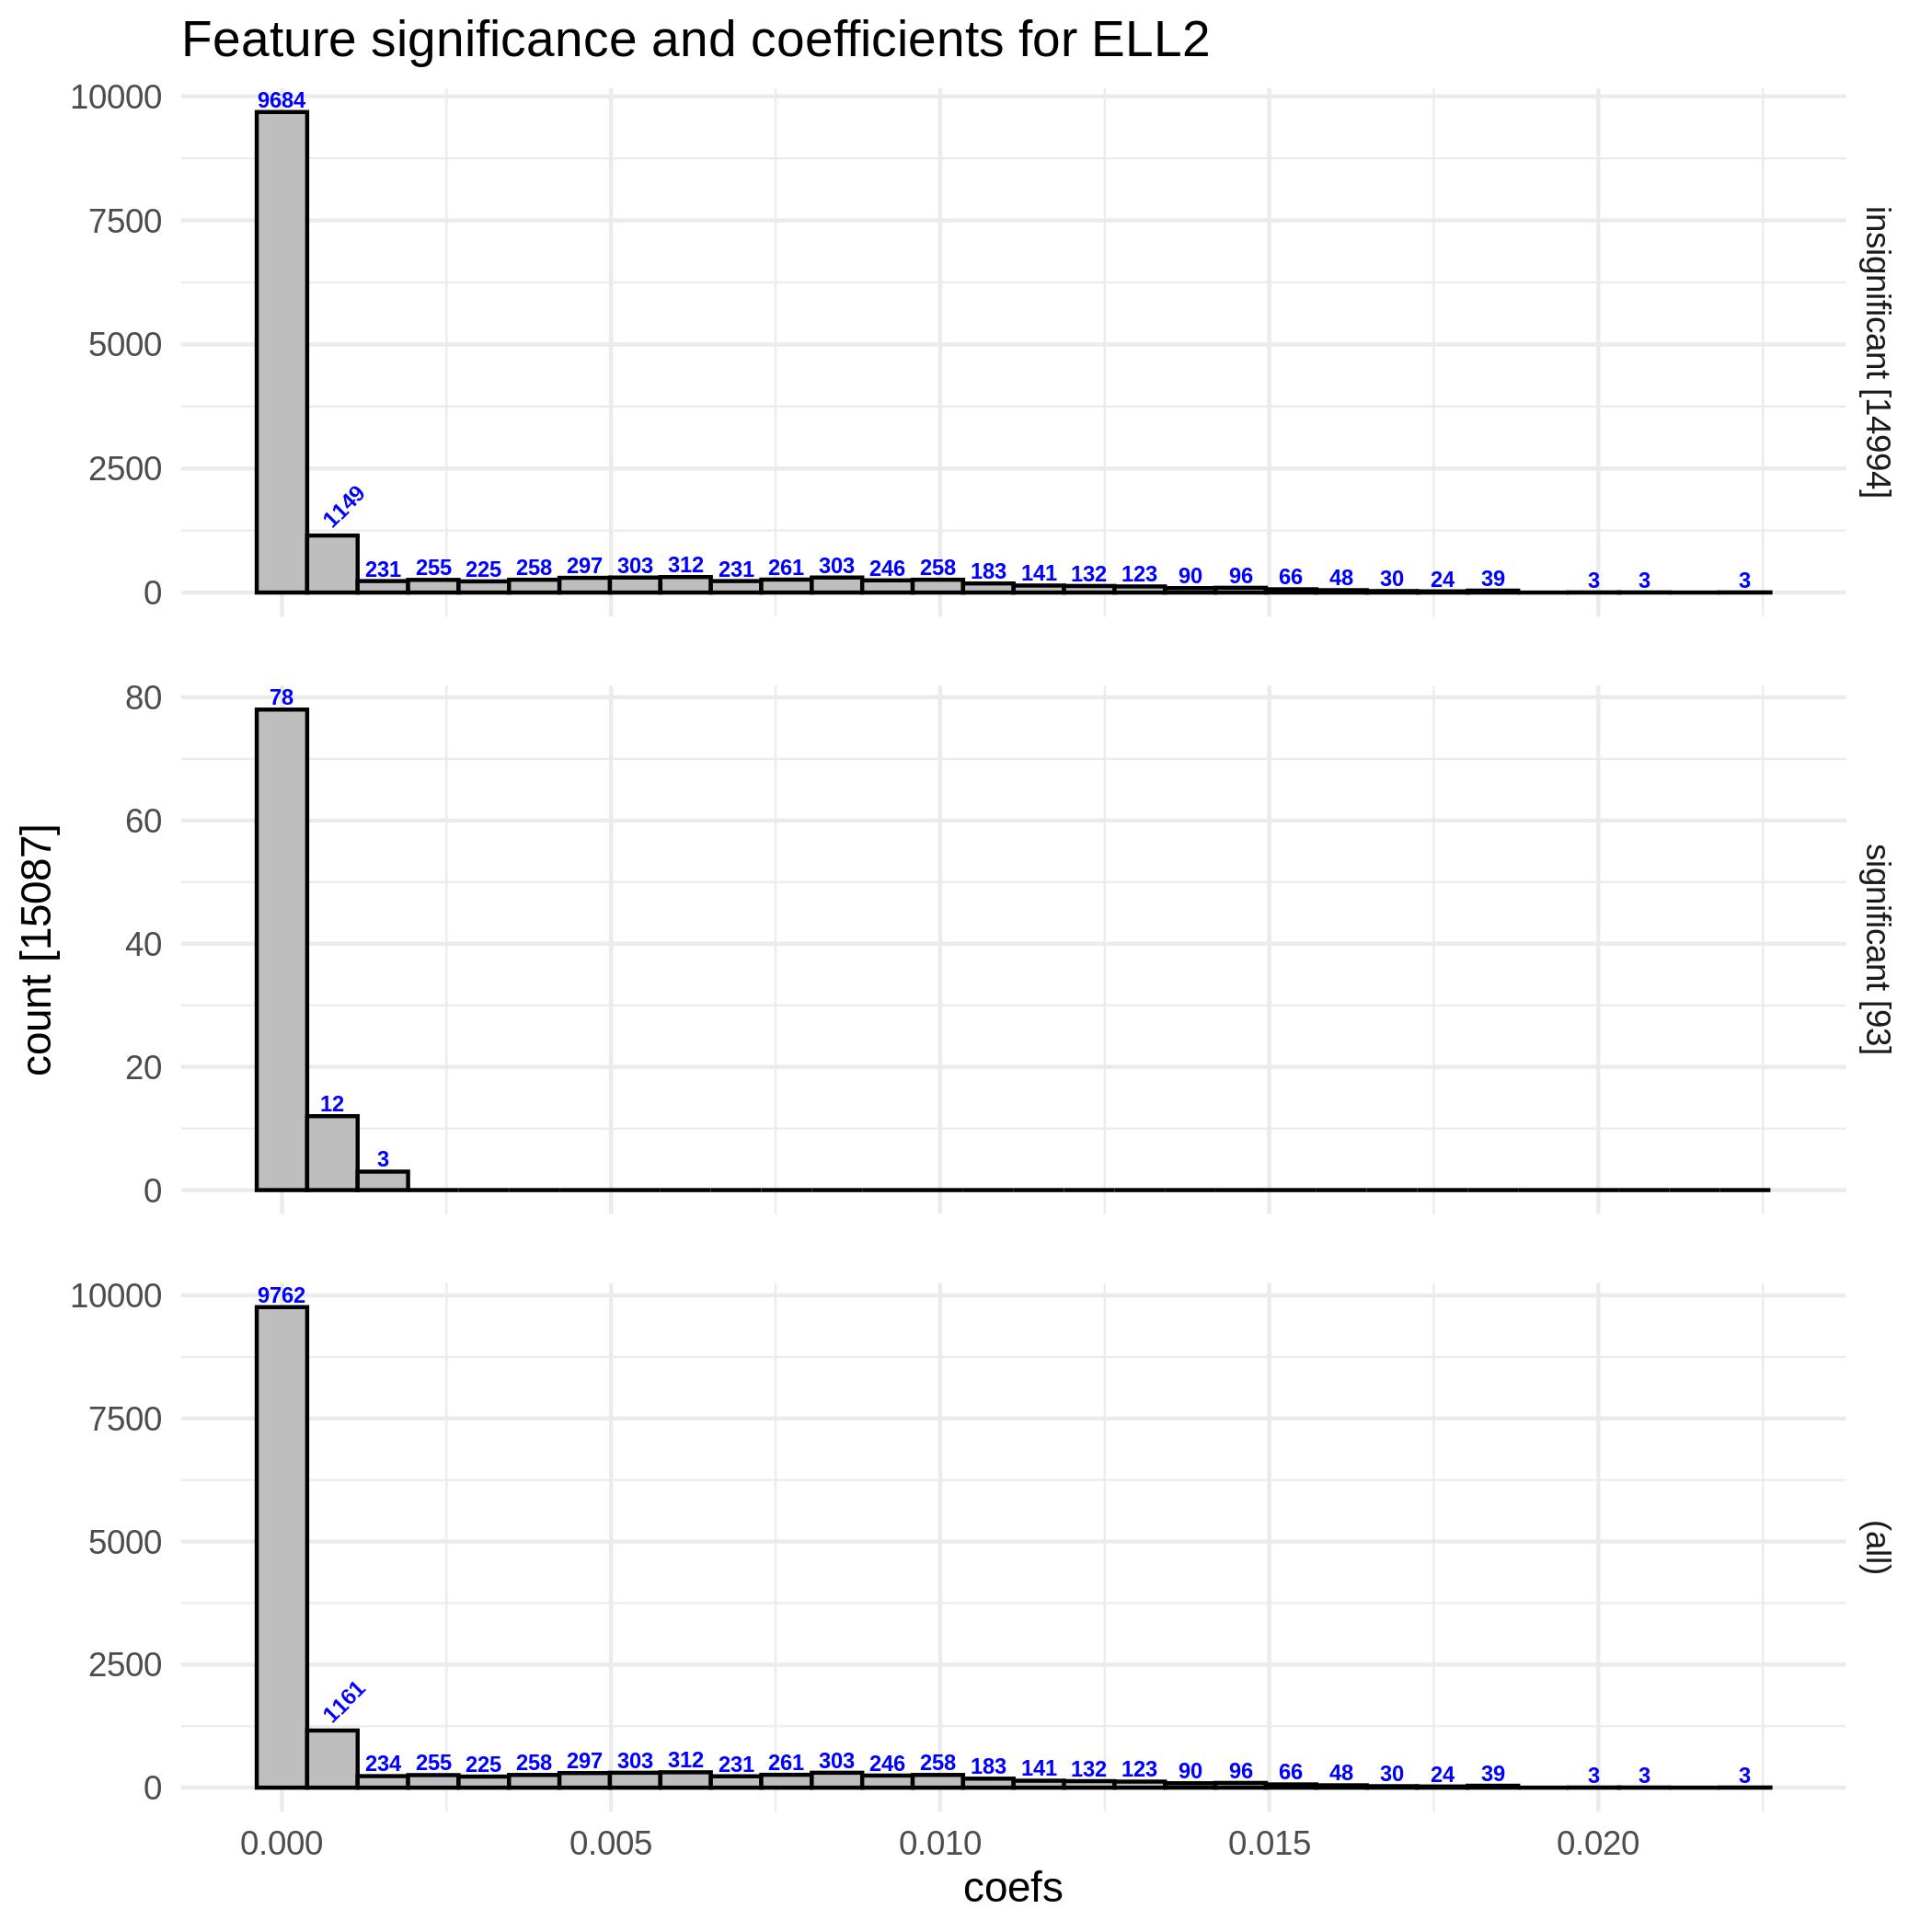 Feature significance and coefficients for ELL2
10000
7500
5000
2500
0
9684
1149
231 255 225 258 297 303 312 231 261 303 246 258 183 141 132 123 90 96 66 48 30 24 39 3 3 3
insignificant [14994]
80
60
40
20
0
78
12
3
significant [93]
count [15087]
10000
7500
5000
2500
0
9762
1161
234 255 225 258 297 303 312 231 261 303 246 258 183 141 132 123 90 96 66 48 30 24 39 3 3 3
(all)
0.000 0.005 0.010 0.015 0.020
coefs